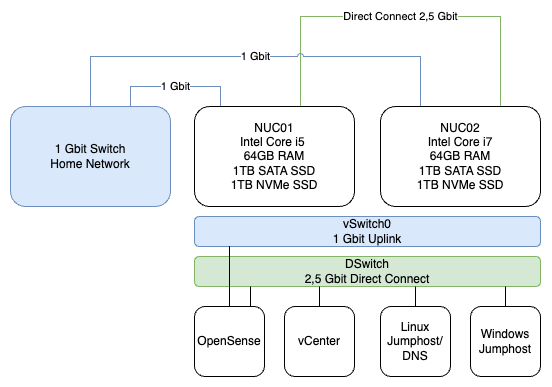 Direct Connect 2,5 Gbit
1 Gbit
1 Gbit
1 Gbit Switch
Home Network
NUC01
Intel Core i5
64GB RAM
1TB SATA SSD
1TB NVMe SSD
NUC02
Intel Core i7
64GB RAM
1TB SATA SSD
1TB NVMe SSD
vSwitch0
1 Gbit Uplink
DSwitch
2,5 Gbit Direct Connect
OpenSense
vCenter
Linux
Jumphost/
DNS
Windows
Jumphost